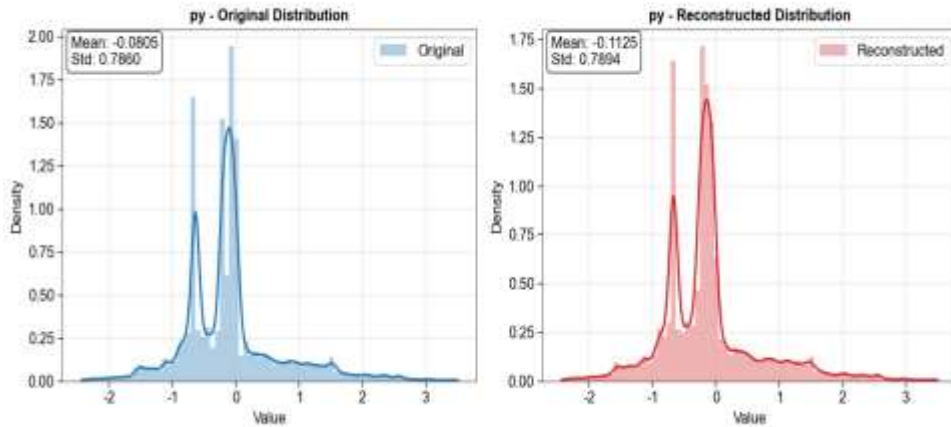 py - Original Distribution
Mean: -0.0805
Std: 0.7860
Original
2.00
1.75
1.50
1.25
1.00
0.75
0.50
0.25
0.00
Density
-2
-1
0
1
2
3
Value
py - Reconstructed Distribution
Mean: -0.1125
Std: 0.7894
Reconstructed
1.75
1.50
1.25
1.00
0.75
0.50
0.25
0.00
Density
-2
-1
0
1
2
3
Value